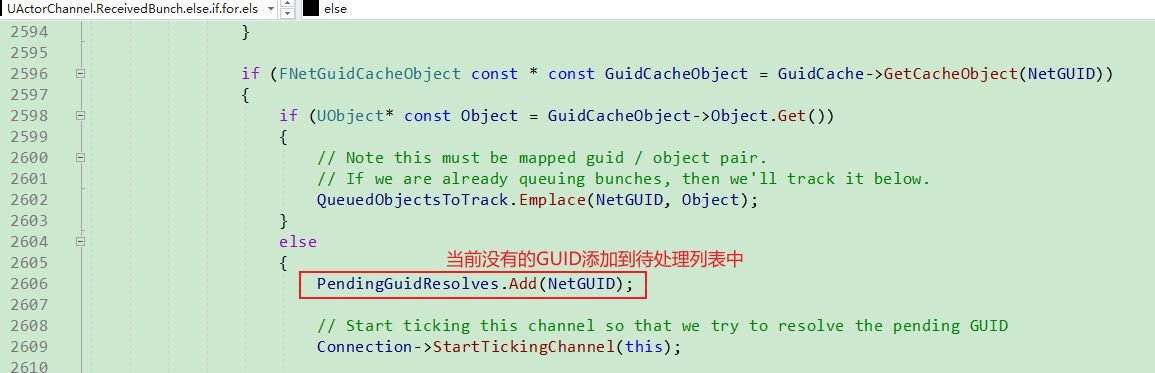 UActorChannel.ReceivedBunch.else.if.for.els
else
2594 }
2595
2596 if (FNetGuidCacheObject const * const GuidCacheObject = GuidCache->GetCacheObject(NetGUID))
2597 {
2598 if (UObject* const Object = GuidCacheObject->Object.Get())
2599 {
2600 // Note this must be mapped guid / object pair.
2601 // If we are already queuing bunches, then we'll track it below.
2602 QueuedObjectsToTrack.Emplace(NetGUID, Object);
2603 }
2604 else
当前没有的GUID添加到待处理列表中
2605 {
2606 PendingGuidResolves.Add(NetGUID);
2607
2608 // Start ticking this channel so that we try to resolve the pending GUID
2609 Connection->StartTickingChannel(this);
2610